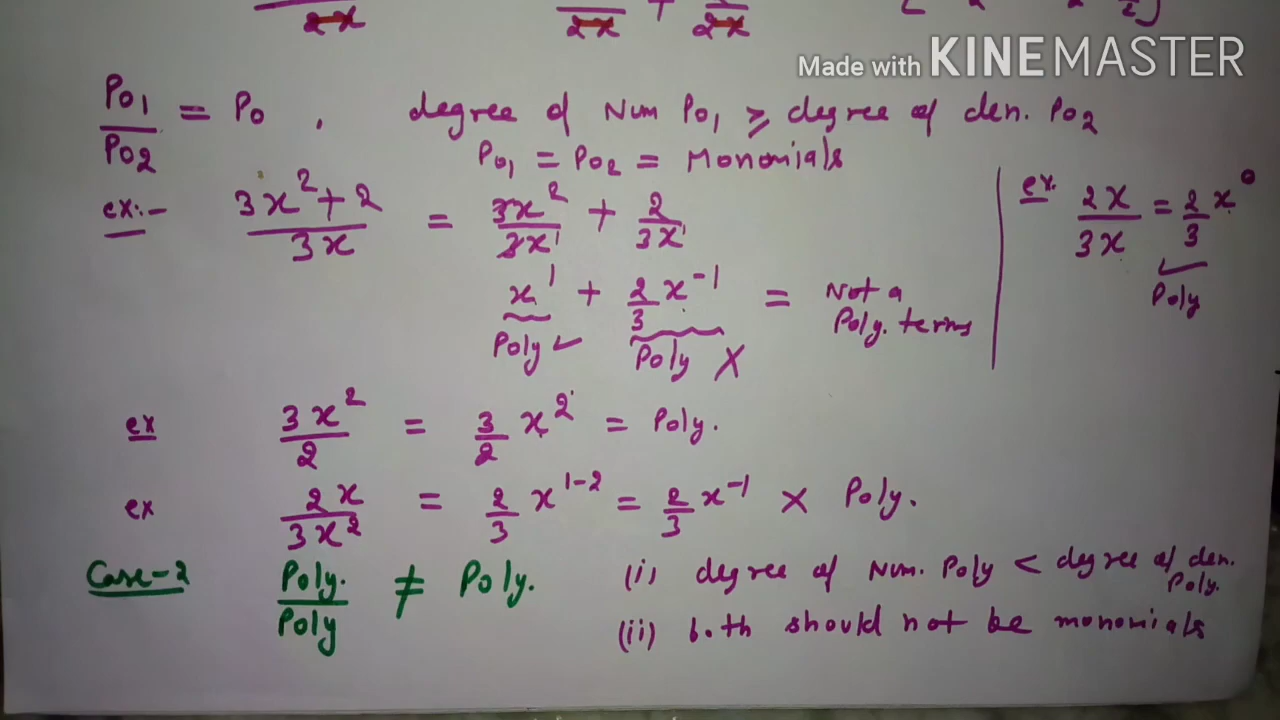 2x 2x + 2x
Made with KINEMASTER
Po1/Po2 = Po , degree of Num Po1 ≥ degree of den. Po2
Po1 = Po2 = Monomials
ex:- (3x²+2)/3x = 3x²/3x¹ + 2/3x¹
x¹ + 2/3 x⁻¹ = Not a Poly. terms
Poly ✓ Poly X
ex 2x/3x = 2/3 x⁰
✓ Poly
ex 3x²/2 = 3/2 x² = Poly.
ex 2x/3x² = 2/3 x¹⁻² = 2/3 x⁻¹ X Poly.
Case-2 Poly./Poly ≠ Poly. (i) degree of Num. Poly < degree of den. Poly.
(ii) both should not be monomials